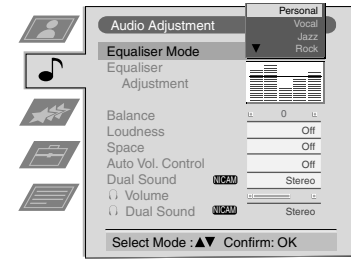 Audio Adjustment
Personal
Vocal
Jazz
▼ Rock
Equaliser Mode
Equaliser
Adjustment
Balance 0
Loudness Off
Space Off
Auto Vol. Control Off
Dual Sound NICAM Stereo
Volume
Dual Sound NICAM Stereo
Select Mode :▲▼ Confirm: OK